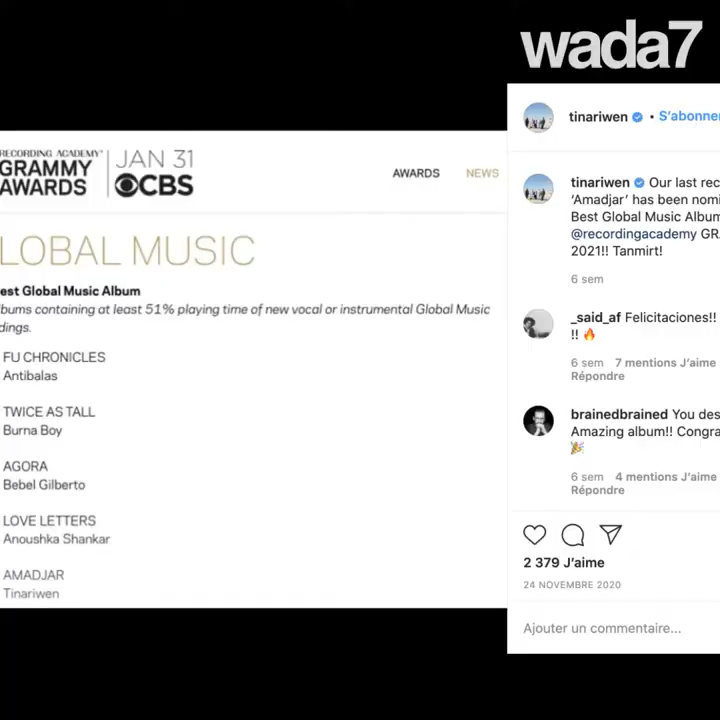 wada7
RECORDING ACADEMY™
GRAMMY
AWARDS
JAN 31
CBS
AWARDS
NEWS
LOBAL MUSIC
est Global Music Album
bums containing at least 51% playing time of new vocal or instrumental Global Music
dings.
FU CHRONICLES
Antibalas
TWICE AS TALL
Burna Boy
AGORA
Bebel Gilberto
LOVE LETTERS
Anoushka Shankar
AMADJAR
Tinariwen
tinariwen • S'abonner
tinariwen Our last rec
'Amadjar' has been nomi
Best Global Music Album
@recordingacademy GRA
2021!! Tanmirt!
6 sem
_said_af Felicitaciones!!
!! 🔥
6 sem 7 mentions J'aime
Répondre
brainedbrained You des
Amazing album!! Congra
🎉
6 sem 4 mentions J'aime
Répondre
2 379 J'aime
24 NOVEMBRE 2020
Ajouter un commentaire...